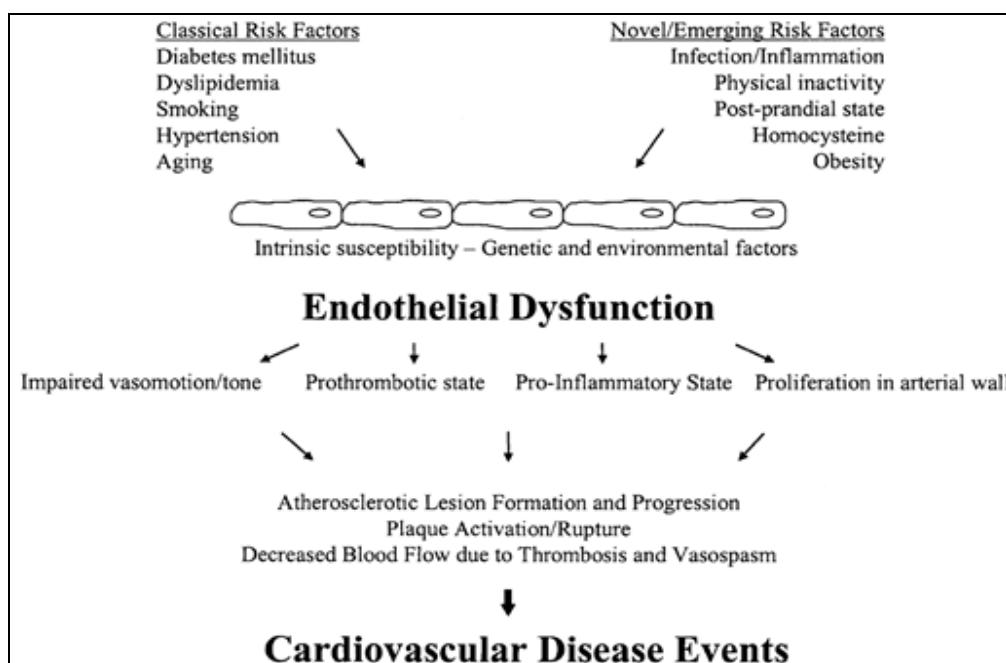 Classical Risk Factors
Diabetes mellitus
Dyslipidemia
Smoking
Hypertension
Aging
Novel/Emerging Risk Factors
Infection/Inflammation
Physical inactivity
Post-prandial state
Homocysteine
Obesity
Intrinsic susceptibility – Genetic and environmental factors
Endothelial Dysfunction
Impaired vasomotion/tone Prothrombotic state Pro-Inflammatory State Proliferation in arterial wall
Atherosclerotic Lesion Formation and Progression
Plaque Activation/Rupture
Decreased Blood Flow due to Thrombosis and Vasospasm
Cardiovascular Disease Events